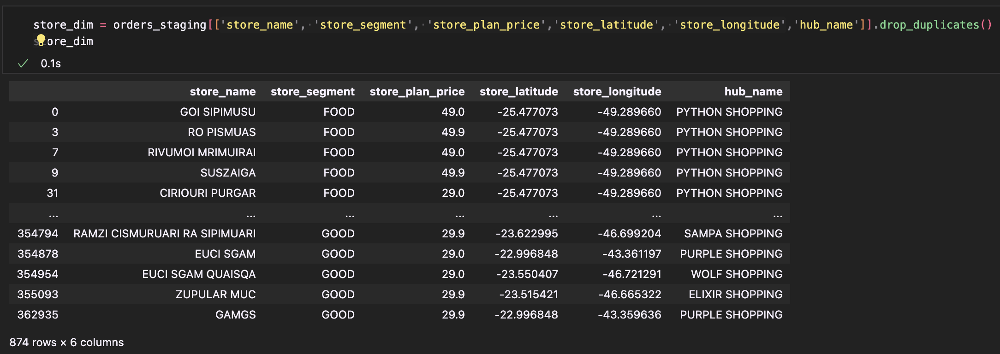 store_dim = orders_staging[['store_name', 'store_segment', 'store_plan_price','store_latitude', 'store_longitude','hub_name']].drop_duplicates()
store_dim
✓ 0.1s
store_name store_segment store_plan_price store_latitude store_longitude hub_name
0 GOI SIPIMUSU FOOD 49.0 -25.477073 -49.289660 PYTHON SHOPPING
3 RO PISMUAS FOOD 49.9 -25.477073 -49.289660 PYTHON SHOPPING
7 RIVUMOI MRIMUIRAI FOOD 49.0 -25.477073 -49.289660 PYTHON SHOPPING
9 SUSZAIGA FOOD 49.9 -25.477073 -49.289660 PYTHON SHOPPING
31 CIRIOURI PURGAR FOOD 29.0 -25.477073 -49.289660 PYTHON SHOPPING
... ... ... ... ... ... ...
354794 RAMZI CISMURUARI RA SIPIMUARI GOOD 29.9 -23.622995 -46.699204 SAMPA SHOPPING
354878 EUCI SGAM GOOD 29.0 -22.996848 -43.361197 PURPLE SHOPPING
354954 EUCI SGAM QUAISQA GOOD 29.0 -23.550407 -46.721291 WOLF SHOPPING
355093 ZUPULAR MUC GOOD 29.9 -23.515421 -46.665322 ELIXIR SHOPPING
362935 GAMGS GOOD 29.9 -22.996848 -43.359636 PURPLE SHOPPING
874 rows × 6 columns